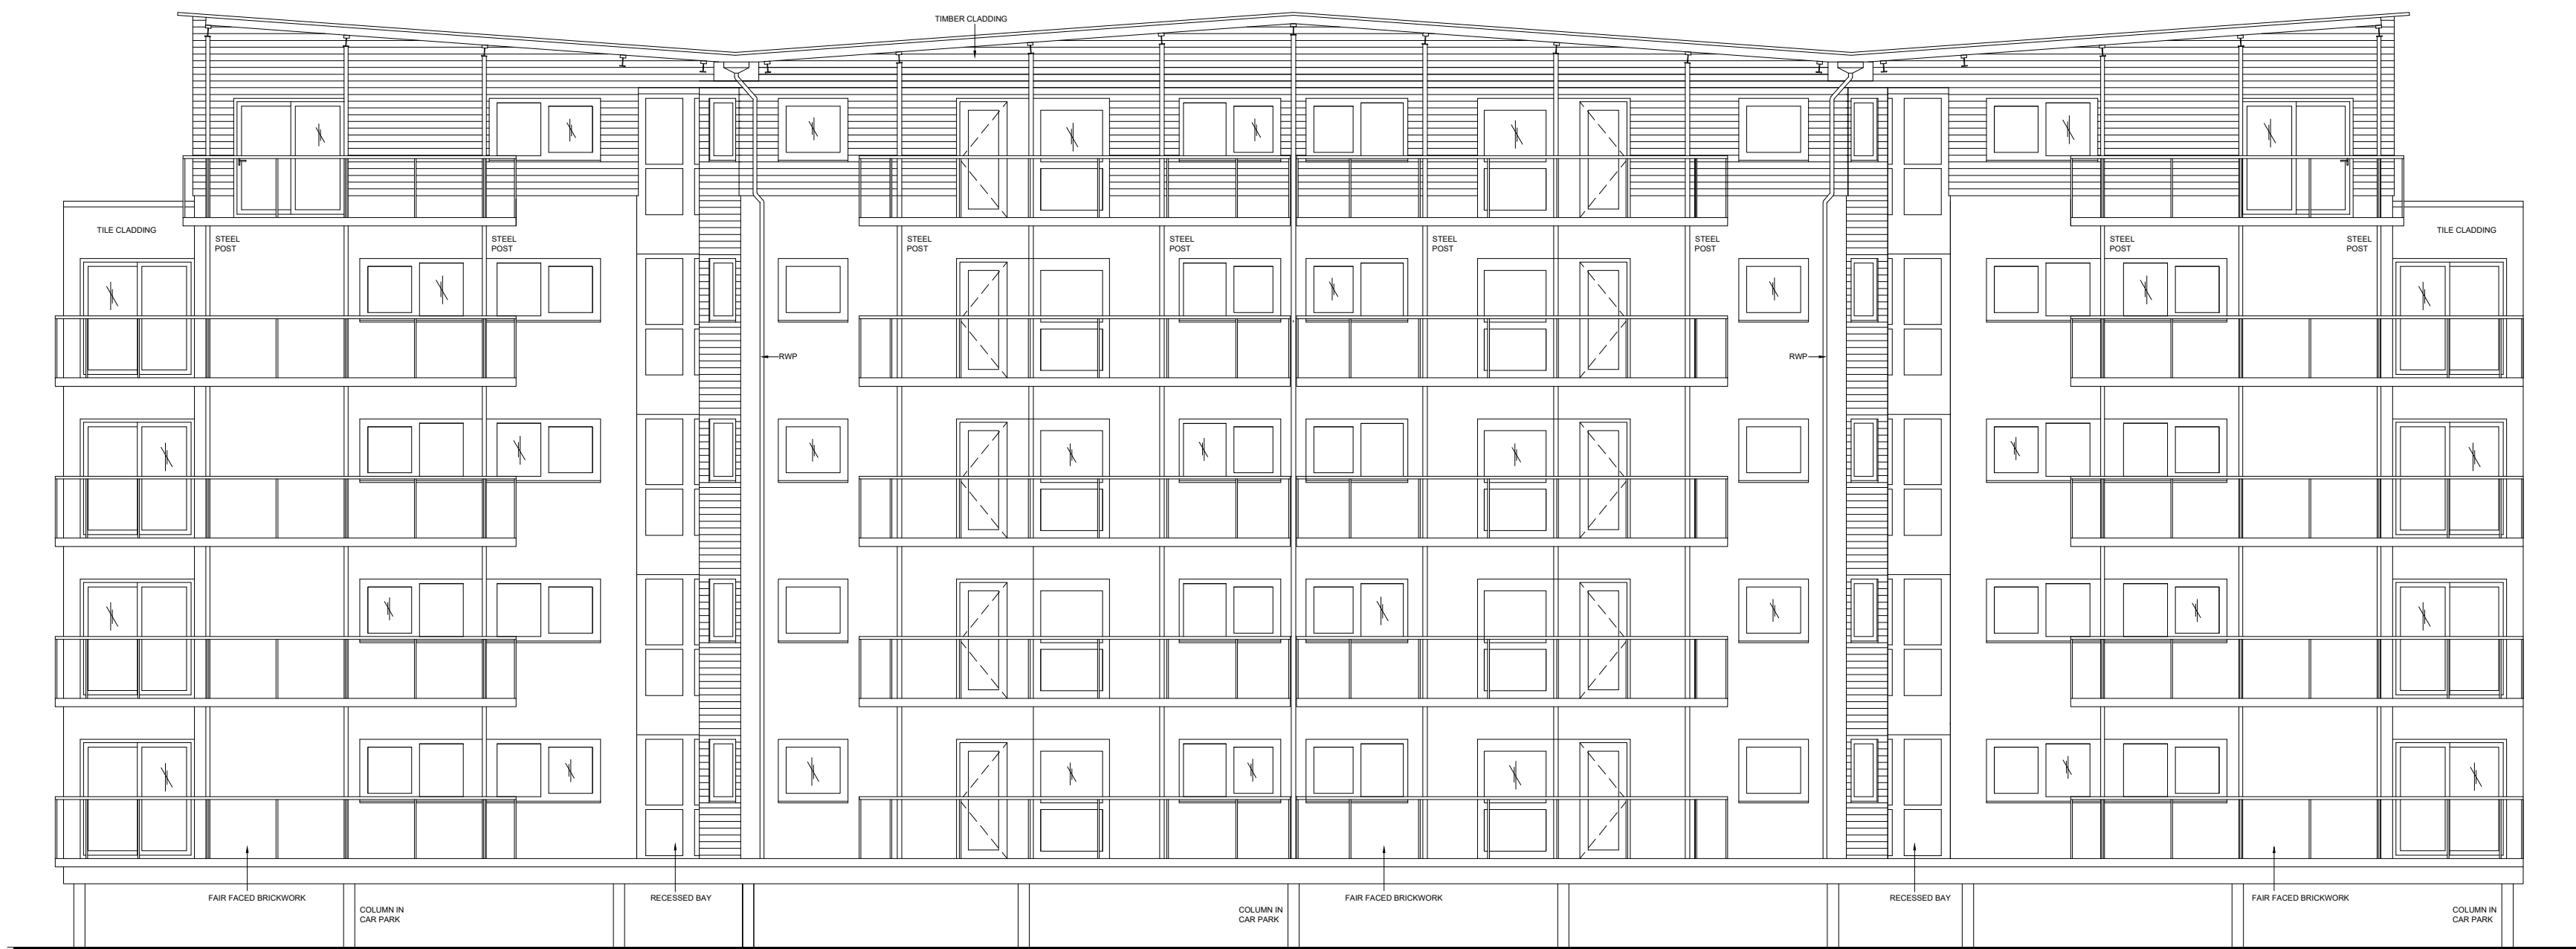 TIMBER CLADDING
TILE CLADDING
STEEL
POST
STEEL
POST
STEEL
POST
STEEL
POST
STEEL
POST
STEEL
POST
STEEL
POST
STEEL
POST
TILE CLADDING
RWP
RWP
FAIR FACED BRICKWORK
COLUMN IN
CAR PARK
RECESSED BAY
COLUMN IN
CAR PARK
FAIR FACED BRICKWORK
RECESSED BAY
FAIR FACED BRICKWORK
COLUMN IN
CAR PARK